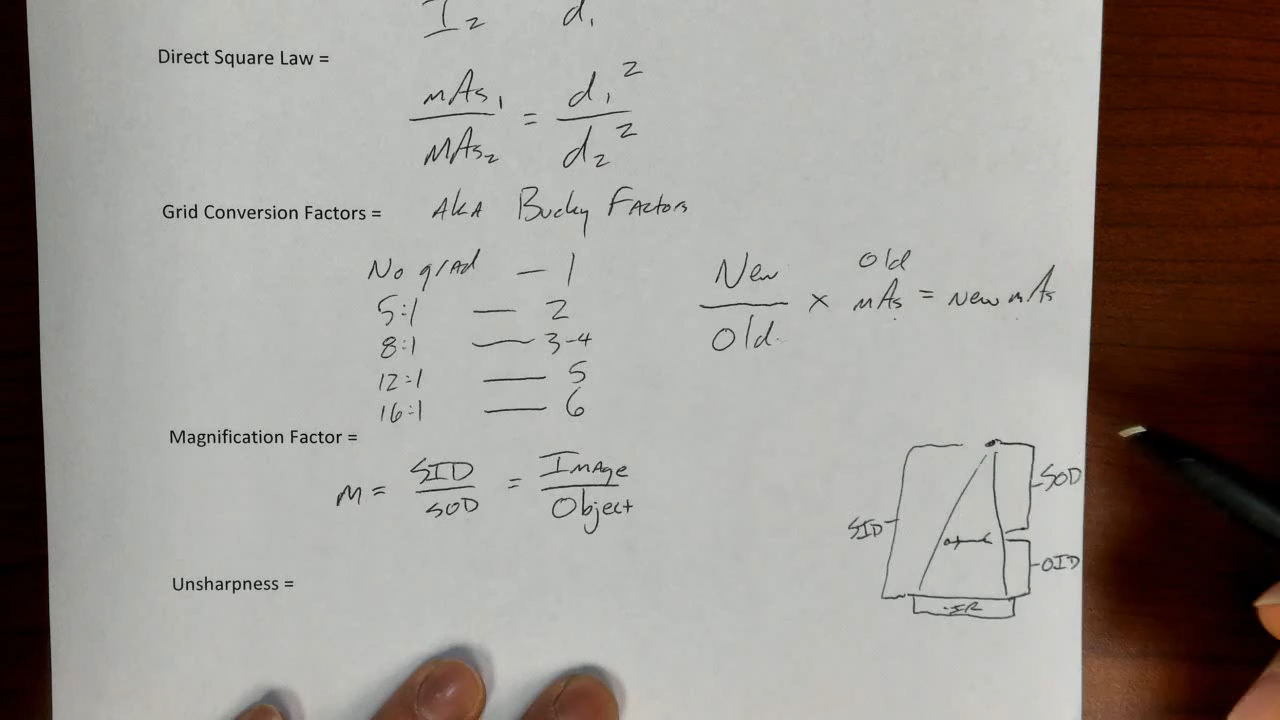 I₂ d₁
Direct Square Law =
mAs₁ / mAs₂ = d₁² / d₂²
Grid Conversion Factors = AKA Bucky Factors
No grid — 1
5:1 — 2
8:1 — 3-4
12:1 — 5
16:1 — 6
New / Old × Old mAs = New mAs
Magnification Factor =
M = SID / SOD = Image / Object
SID
SOD
OID
IR
Unsharpness =